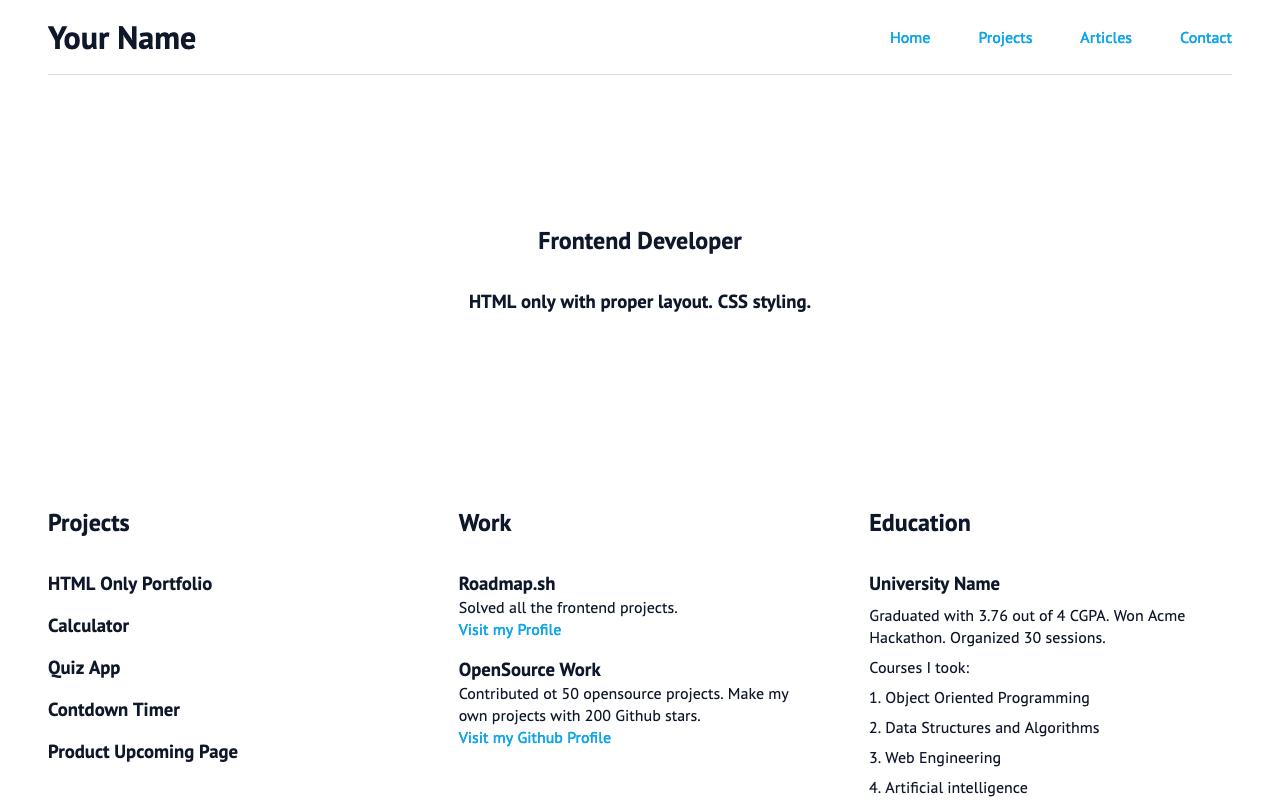 Your Name
Home Projects Articles Contact
Frontend Developer
HTML only with proper layout. CSS styling.
Projects
HTML Only Portfolio
Calculator
Quiz App
Contdown Timer
Product Upcoming Page
Work
Roadmap.sh
Solved all the frontend projects.
Visit my Profile
OpenSource Work
Contributed ot 50 opensource projects. Make my
own projects with 200 Github stars.
Visit my Github Profile
Education
University Name
Graduated with 3.76 out of 4 CGPA. Won Acme
Hackathon. Organized 30 sessions.
Courses I took:
1. Object Oriented Programming
2. Data Structures and Algorithms
3. Web Engineering
4. Artificial intelligence